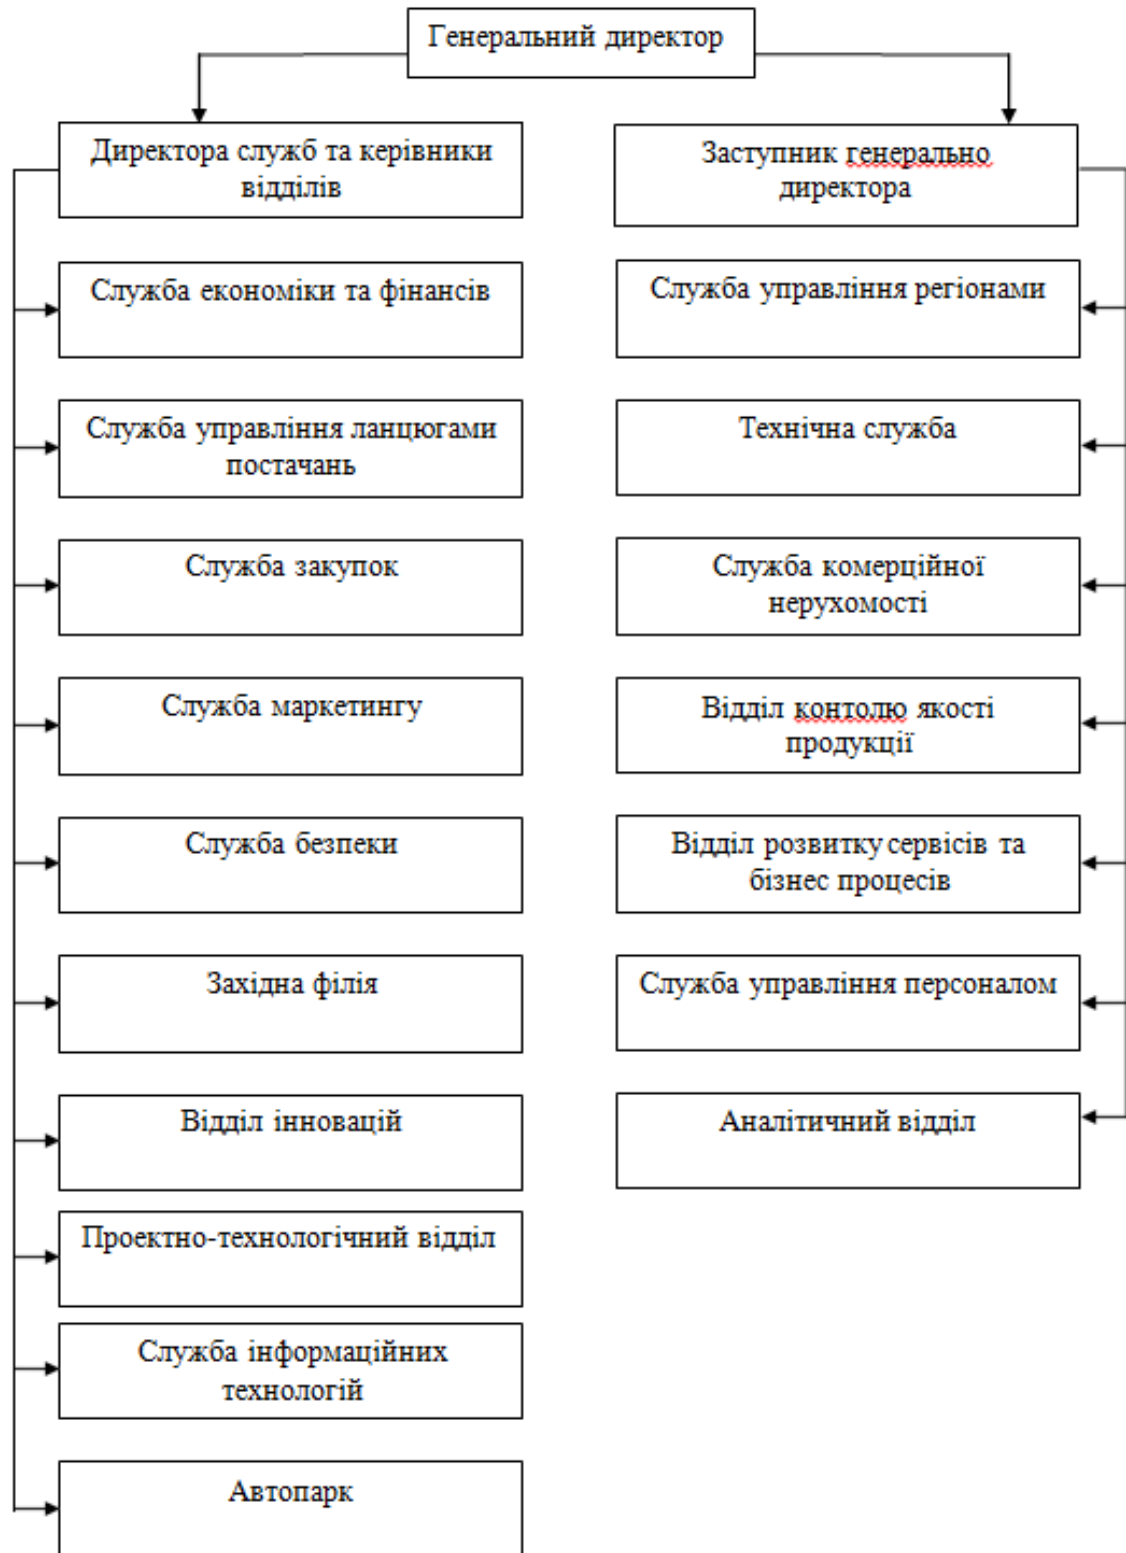 Генеральний директор
Директора служб та керівники
відділів
Служба економіки та фінансів
Служба управління ланцюгами
постачань
Служба закупок
Служба маркетингу
Служба безпеки
Західна філія
Відділ інновацій
Проектно-технологічний відділ
Служба інформаційних
технологій
Автопарк
Заступник генерально
директора
Служба управління регіонами
Технічна служба
Служба комерційної
нерухомості
Відділ контолю якості
продукції
Відділ розвитку сервісів та
бізнес процесів
Служба управління персоналом
Аналітичний відділ